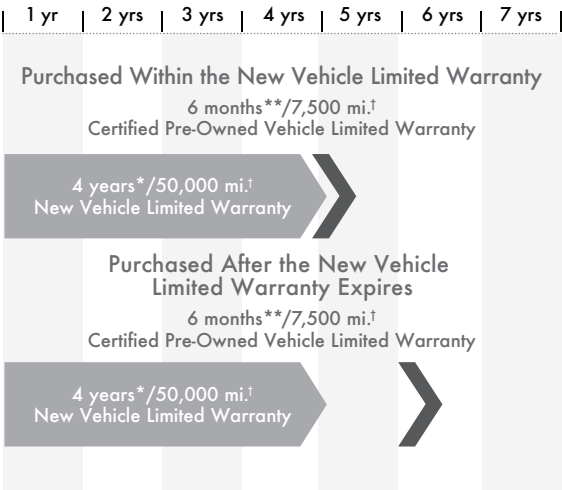 1 yr 2 yrs 3 yrs 4 yrs 5 yrs 6 yrs 7 yrs
Purchased Within the New Vehicle Limited Warranty
6 months**/7,500 mi.†
Certified Pre-Owned Vehicle Limited Warranty
4 years*/50,000 mi.†
New Vehicle Limited Warranty
Purchased After the New Vehicle
Limited Warranty Expires
6 months**/7,500 mi.†
Certified Pre-Owned Vehicle Limited Warranty
4 years*/50,000 mi.†
New Vehicle Limited Warranty